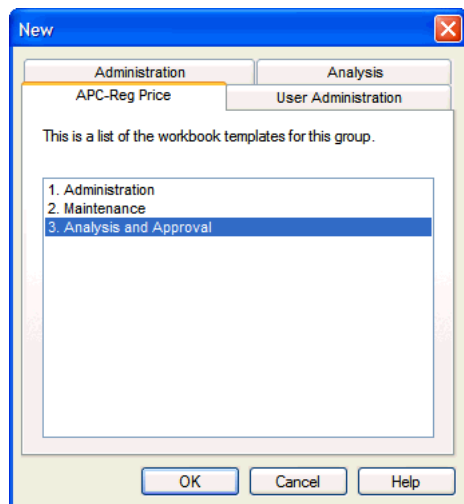 New
Administration
Analysis
APC-Reg Price
User Administration
This is a list of the workbook templates for this group.
1. Administration
2. Maintenance
3. Analysis and Approval
OK
Cancel
Help